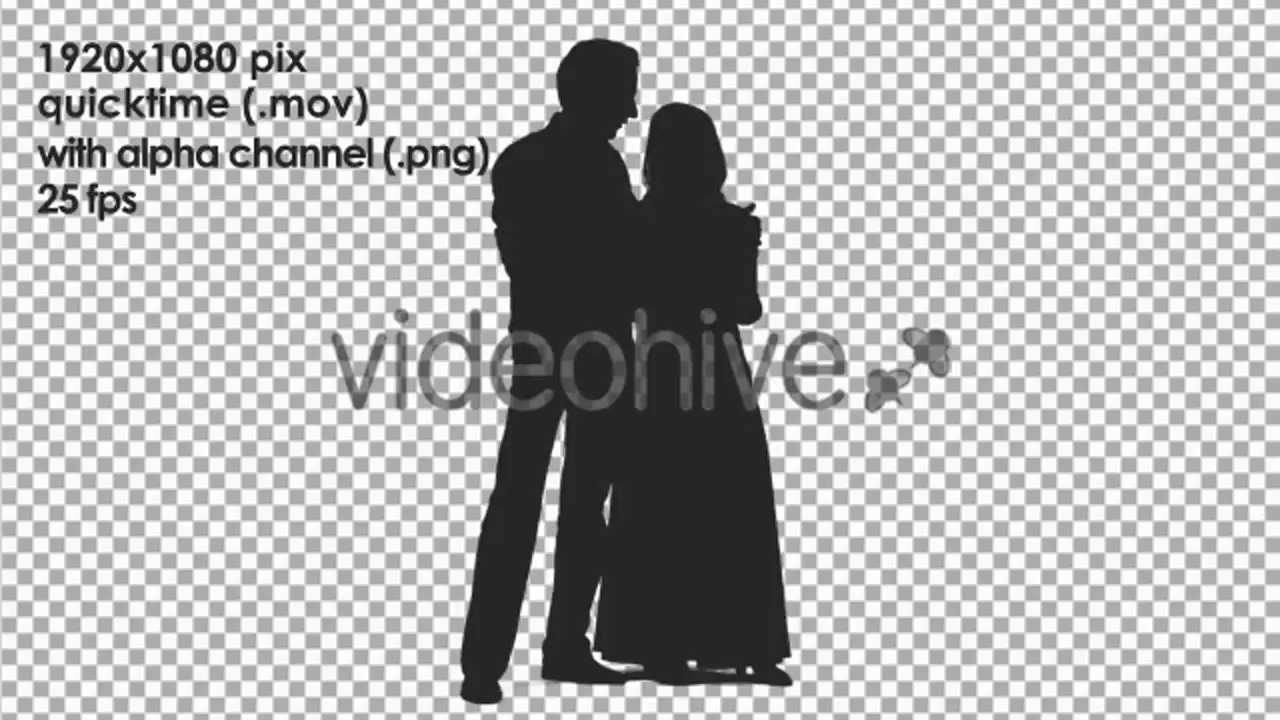 1920x1080 pix
quicktime (.mov)
with alpha channel (.png)
25 fps
videohive